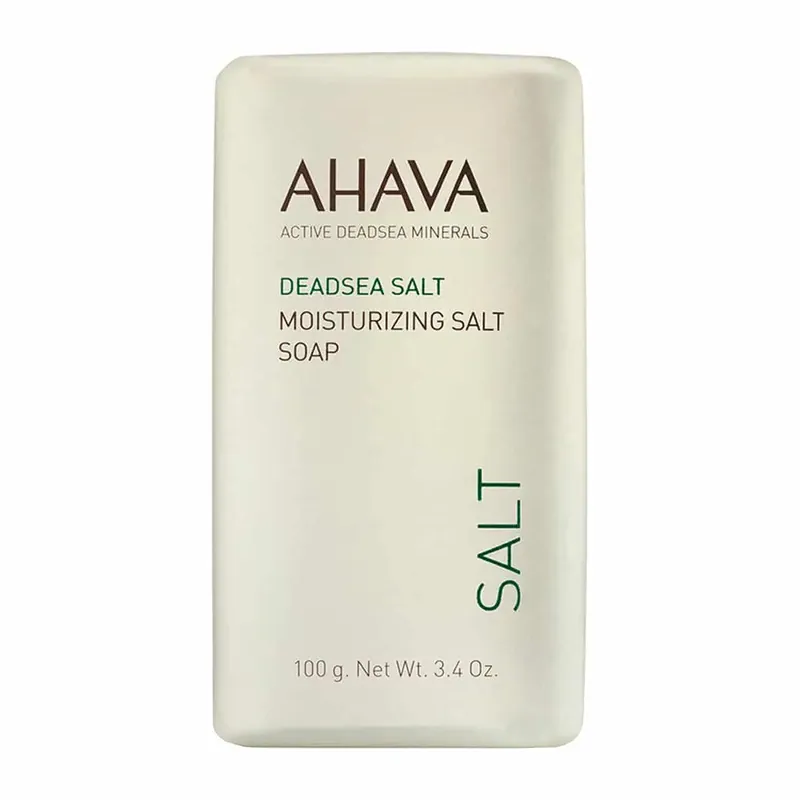 AHAVA
ACTIVE DEADSEA MINERALS
DEADSEA SALT
MOISTURIZING SALT
SOAP
SALT
100 g. Net Wt. 3.4 Oz.